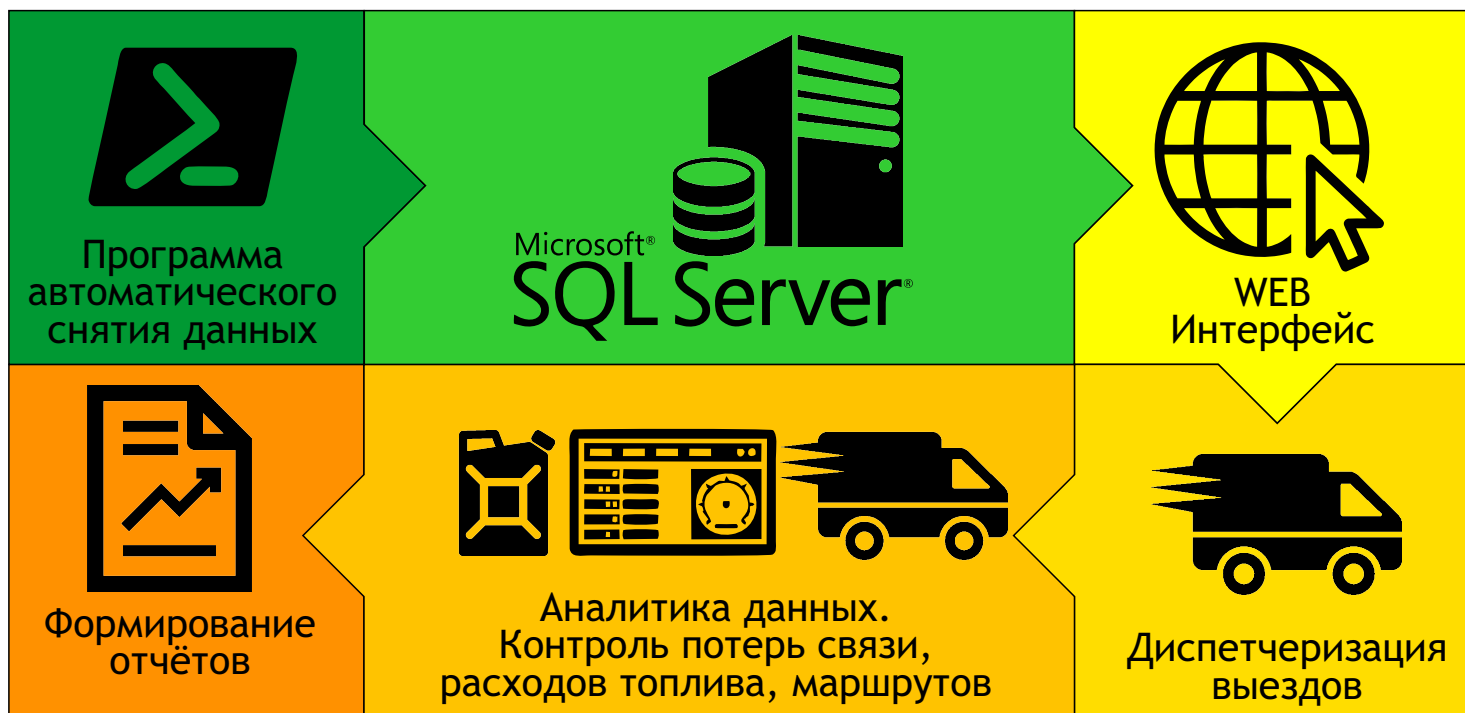 Программа
автоматического
снятия данных
Microsoft®
SQL Server®
WEB
Интерфейс
Формирование
отчётов
Аналитика данных.
Контроль потерь связи,
расходов топлива, маршрутов
Диспетчеризация
выездов